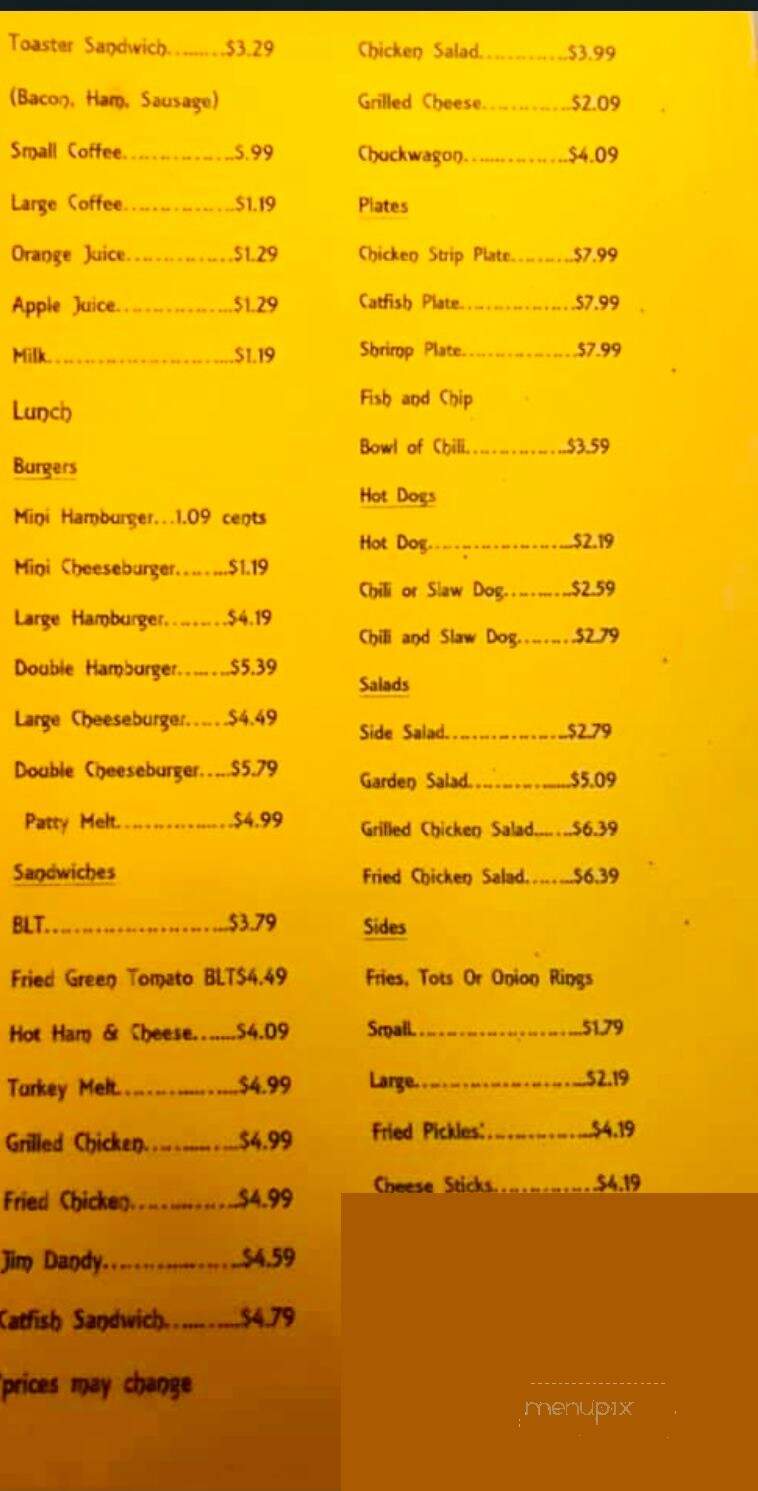 Toaster Sandwich.........$3.29
(Bacon, Ham, Sausage)
Small Coffee................$.99
Large Coffee................$1.19
Orange Juice...............$1.29
Apple Juice................$1.29
Milk..........................$1.19
Lunch
Burgers
Mini Hamburger...1.09 cents
Mini Cheeseburger........$1.19
Large Hamburger.........$4.19
Double Hamburger.......$5.39
Large Cheeseburger......$4.49
Double Cheeseburger.....$5.79
Patty Melt.................$4.99
Sandwiches
BLT..........................$3.79
Fried Green Tomato BLT$4.49
Hot Ham & Cheese.......$4.09
Turkey Melt.................$4.99
Grilled Chicken.............$4.99
Fried Chicken...............$4.99
Jim Dandy...................$4.59
Catfish Sandwich...........$4.79
*prices may change
Chicken Salad.............$3.99
Grilled Cheese.............$2.09
Chuckwagon...............$4.09
Plates
Chicken Strip Plate.........$7.99
Catfish Plate................$7.99
Shrimp Plate................$7.99
Fish and Chip
Bowl of Chili...............$3.59
Hot Dogs
Hot Dog.....................$2.19
Chili or Slaw Dog..........$2.59
Chili and Slaw Dog........$2.79
Salads
Side Salad..................$2.79
Garden Salad...............$5.09
Grilled Chicken Salad......$6.39
Fried Chicken Salad.......$6.39
Sides
Fries, Tots Or Onion Rings
Small........................$1.79
Large........................$2.19
Fried Pickles:...............$4.19
Cheese Sticks..............$4.19
menupix